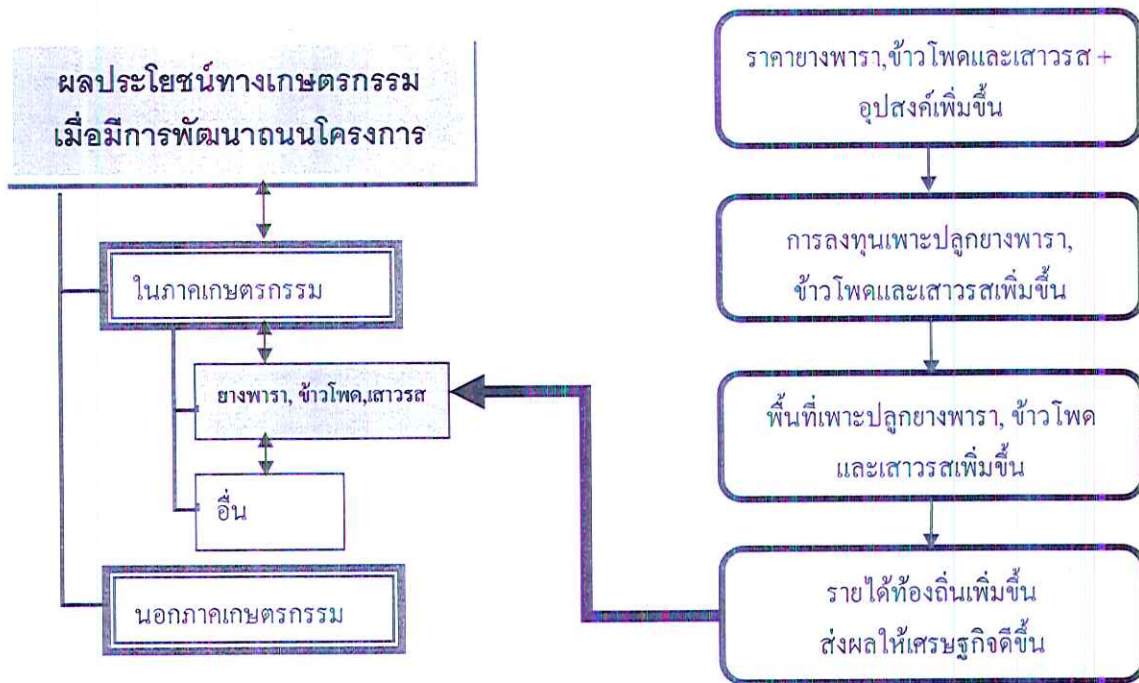 ผลประโยชน์ทางเกษตรกรรม
เมื่อมีการพัฒนาถนนโครงการ
ในภาคเกษตรกรรม
ยางพารา, ข้าวโพด,เสาวรส
อื่น
นอกภาคเกษตรกรรม
ราคายางพารา,ข้าวโพดและเสาวรส +
อุปสงค์เพิ่มขึ้น
การลงทุนเพาะปลูกยางพารา,
ข้าวโพดและเสาวรสเพิ่มขึ้น
พื้นที่เพาะปลูกยางพารา, ข้าวโพด
และเสาวรสเพิ่มขึ้น
รายได้ท้องถิ่นเพิ่มขึ้น
ส่งผลให้เศรษฐกิจดีขึ้น